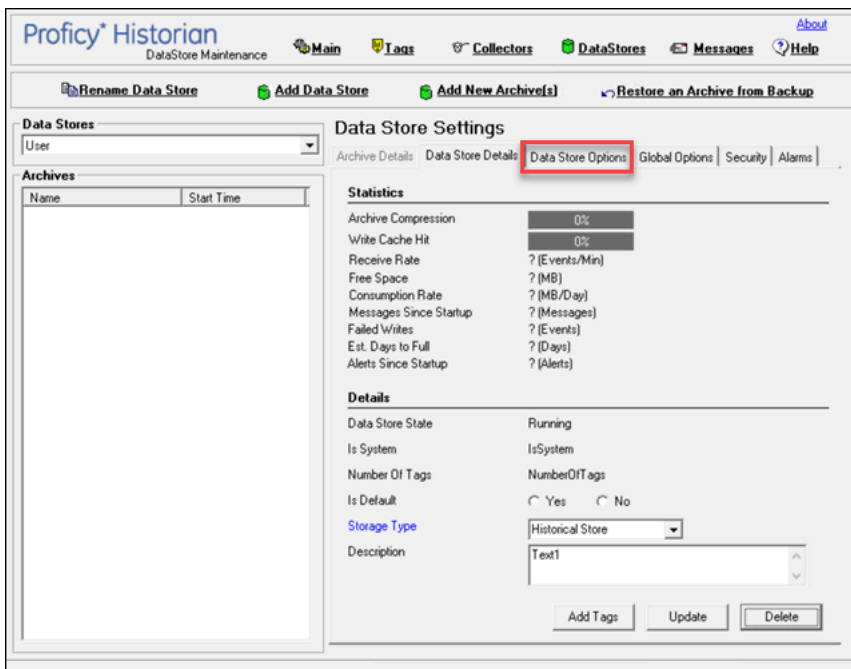 Proficy* Historian
DataStore Maintenance
Main
Tags
Collectors
DataStores
Messages
About
Help
Rename Data Store
Add Data Store
Add New Archive(s)
Restore an Archive from Backup
Data Stores
User
Archives
Name Start Time
Data Store Settings
Archive Details Data Store Details Data Store Options Global Options Security Alarms
Statistics
Archive Compression 0%
Write Cache Hit 0%
Receive Rate ? (Events/Min)
Free Space ? (MB)
Consumption Rate ? (MB/Day)
Messages Since Startup ? (Messages)
Failed Writes ? (Events)
Est. Days to Full ? (Days)
Alerts Since Startup ? (Alerts)
Details
Data Store State Running
Is System IsSystem
Number Of Tags NumberOfTags
Is Default Yes No
Storage Type Historical Store
Description Text1
Add Tags Update Delete